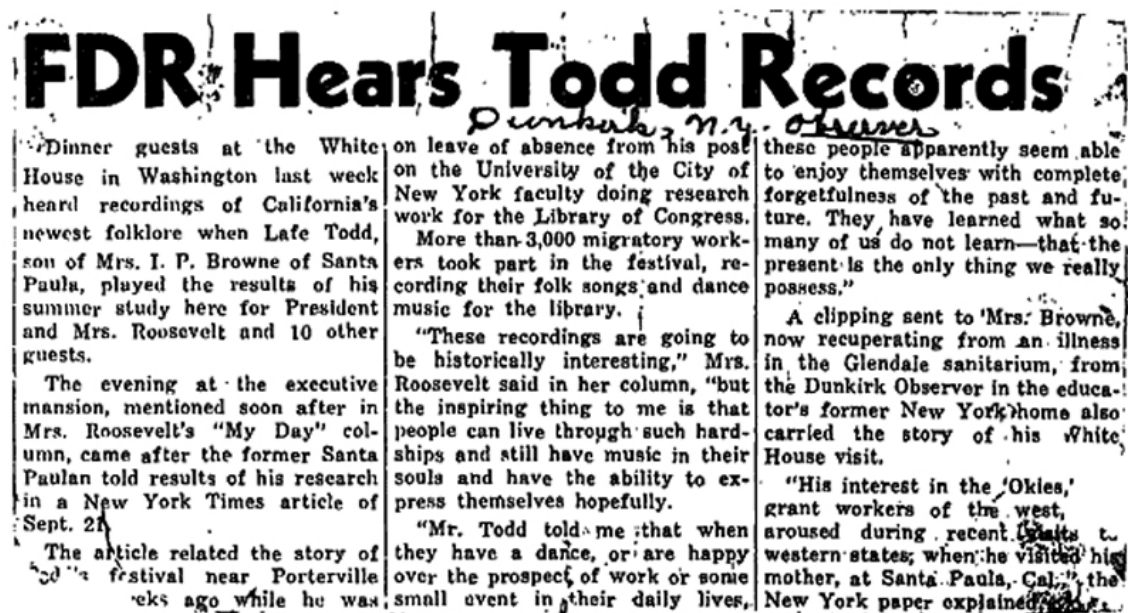 FDR Hears Todd Records
Dunkirk, N.Y. Observer
Dinner guests at the White
House in Washington last week
heard recordings of California's
newest folklore when Lafe Todd,
son of Mrs. I. P. Browne of Santa
Paula, played the results of his
summer study here for President
and Mrs. Roosevelt and 10 other
guests.
The evening at the executive
mansion, mentioned soon after in
Mrs. Roosevelt's "My Day" col-
umn, came after the former Santa
Paulan told results of his research
in a New York Times article of
Sept. 21
The article related the story of
festival near Porterville
ago while he was
on leave of absence from his post
on the University of the City of
New York faculty doing research
work for the Library of Congress.
More than 3,000 migratory work-
ers took part in the festival, re-
cording their folk songs and dance
music for the library.
"These recordings are going to
be historically interesting," Mrs.
Roosevelt said in her column, "but
the inspiring thing to me is that
people can live through such hard-
ships and still have music in their
souls and have the ability to ex-
press themselves hopefully.
"Mr. Todd told me that when
they have a dance, or are happy
over the prospect of work or some
small event in their daily lives,
these people apparently seem able
to enjoy themselves with complete
forgetfulness of the past and fu-
ture. They have learned what so
many of us do not learn—that the
present is the only thing we really
possess."
A clipping sent to Mrs. Browne,
now recuperating from an illness
in the Glendale sanitarium, from
the Dunkirk Observer in the educa-
tor's former New York home also
carried the story of his White
House visit.
"His interest in the 'Okies,'
grant workers of the west,
aroused during recent visits to
western states, when he visited his
mother, at Santa Paula, Cal.," the
New York paper explained